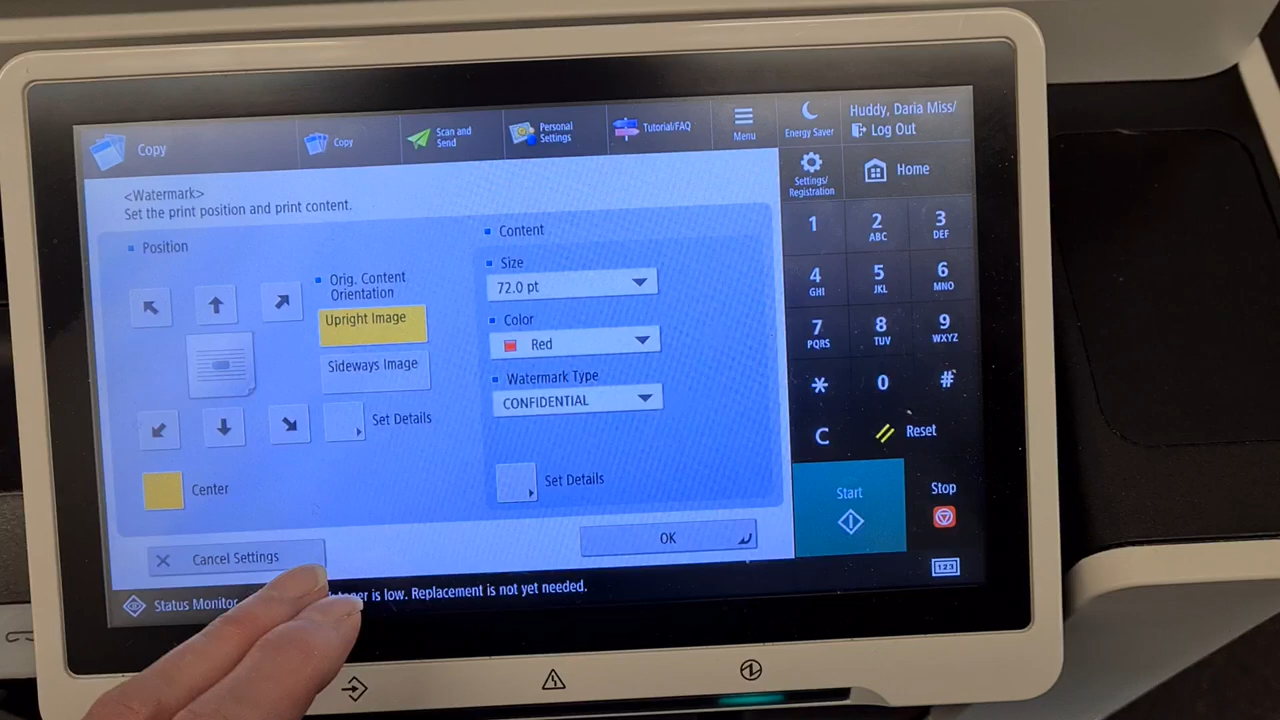 Copy
Copy
Scan and
Send
Personal
Settings
Tutorial/FAQ
Menu
Energy Saver
Huddy, Daria Miss/
Log Out
<Watermark>
Set the print position and print content.
Settings/
Registration
Home
Position
Orig. Content
Orientation
Upright Image
Sideways Image
Set Details
Center
Content
Size
72.0 pt
Color
Red
Watermark Type
CONFIDENTIAL
Set Details
Cancel Settings
OK
1
2
ABC
3
DEF
4
GHI
5
JKL
6
MNO
7
PQRS
8
TUV
9
WXYZ
*
0
#
C
Reset
Start
Stop
123
Status Monitor
is low. Replacement is not yet needed.